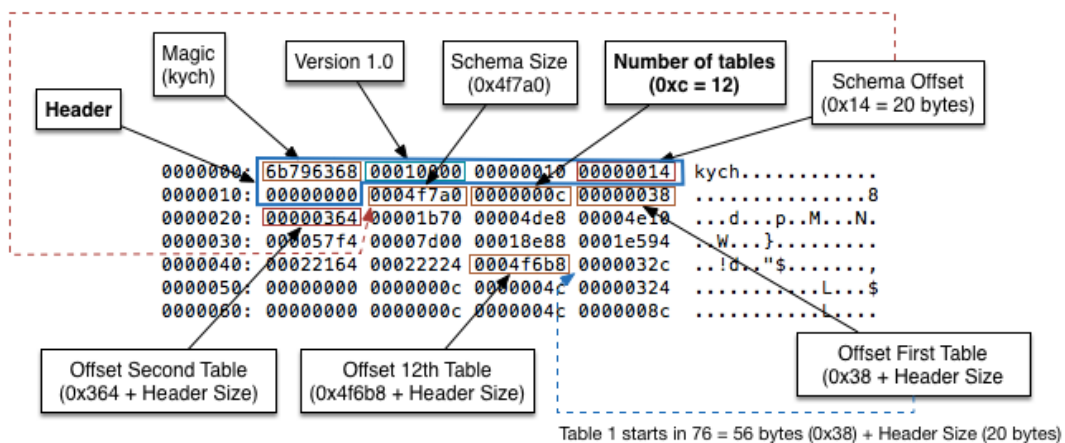 Magic
(kych)
Version 1.0
Schema Size
(0x4f7a0)
Number of tables
(0xc = 12)
Schema Offset
(0x14 = 20 bytes)
Header
0000000: 6b796368 00010000 00000010 00000014 kych............
0000010: 00000000 0004f7a0 0000000c 00000038 ...............8
0000020: 00000364 00001b70 00004de8 00004e10 ...d...p..M...N.
0000030: 000057f4 00007d00 00018e88 0001e594 ..W...}.........
0000040: 00022164 00022224 0004f6b8 0000032c ..!d.."$.......,
0000050: 00000000 0000000c 0000004c 00000324 ...........L...$
0000060: 00000000 0000000c 0000004c 0000008c ...........L....
Offset Second Table
(0x364 + Header Size)
Offset 12th Table
(0x4f6b8 + Header Size)
Offset First Table
(0x38 + Header Size
Table 1 starts in 76 = 56 bytes (0x38) + Header Size (20 bytes)